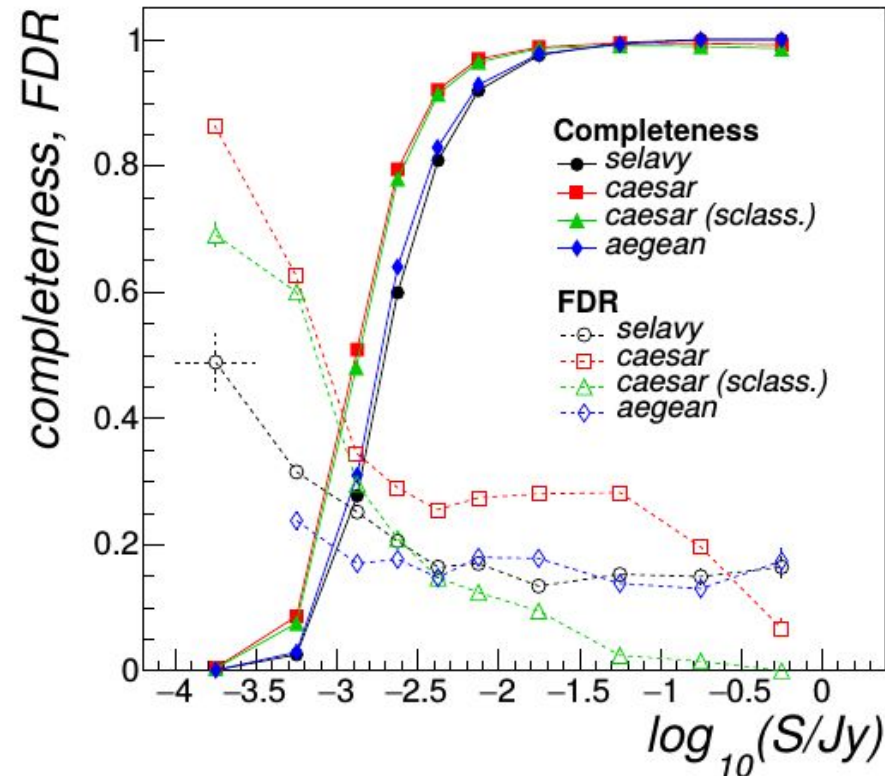 completeness, FDR
1
0.8
0.6
0.4
0.2
0
Completeness
selavy
caesar
caesar (sclass.)
aegean
FDR
selavy
caesar
caesar (sclass.)
aegean
−4 −3.5 −3 −2.5 −2 −1.5 −1 −0.5 0
log10(S/Jy)